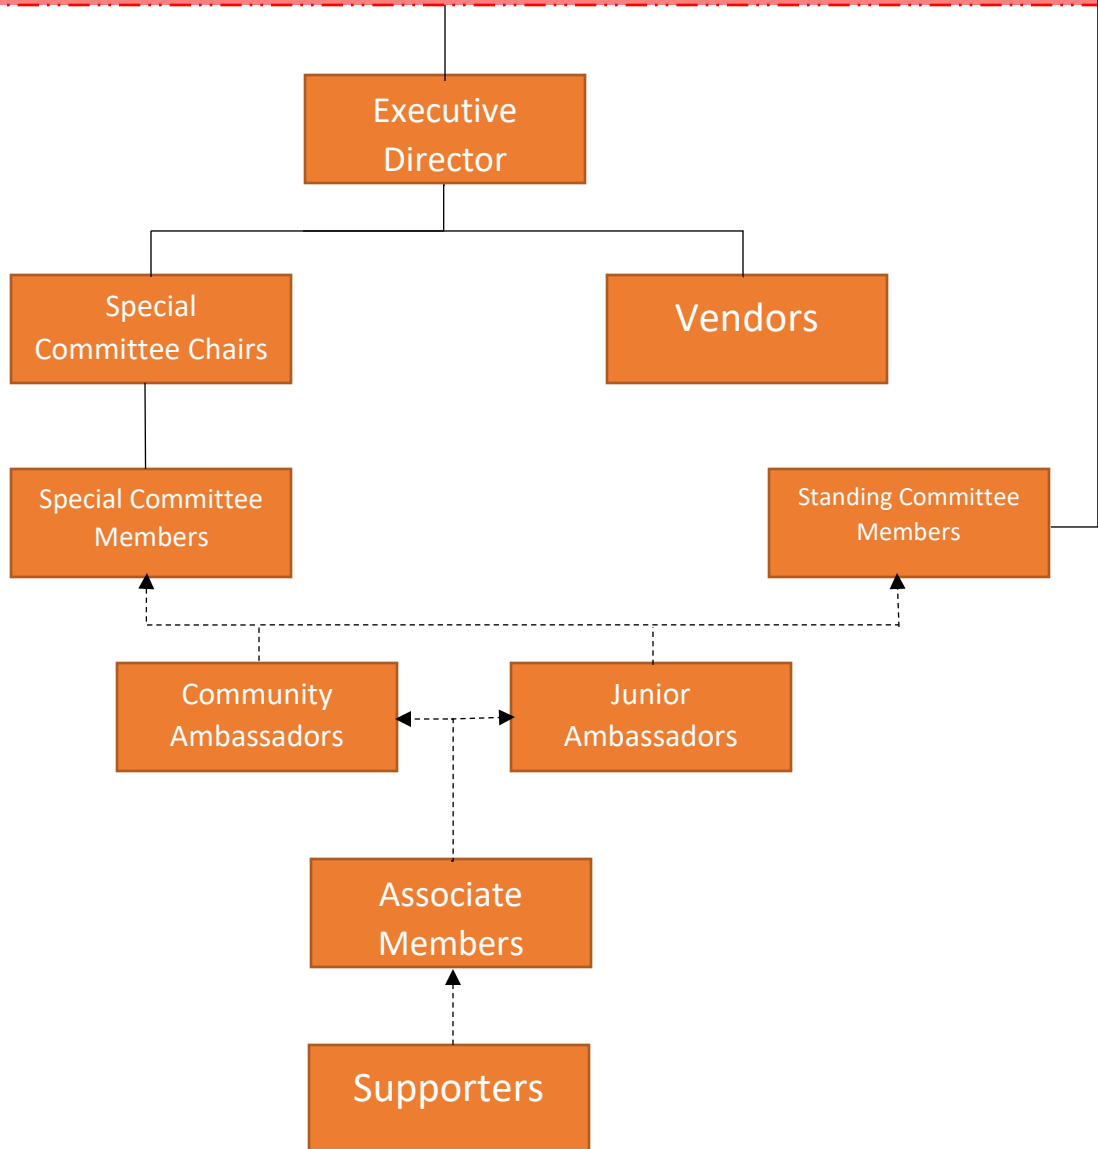 Executive
Director
Special
Committee Chairs
Vendors
Special Committee
Members
Standing Committee
Members
Community
Ambassadors
Junior
Ambassadors
Associate
Members
Supporters